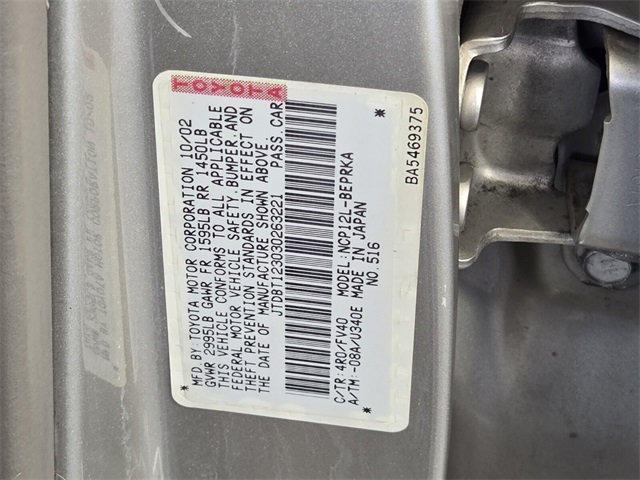 TOYOTA
MFD. BY: TOYOTA MOTOR CORPORATION 10/02
GVWR 2995LB GAWR FR 1595LB RR 1450LB
THIS VEHICLE CONFORMS TO ALL APPLICABLE
FEDERAL MOTOR VEHICLE SAFETY, BUMPER, AND
THEFT PREVENTION STANDARDS IN EFFECT ON
THE DATE OF MANUFACTURE SHOWN ABOVE.
JTDBT123030263221 PASS. CAR
C/TR: 4R0/FV40 MODEL: NCP12L-BEPRKA
A/TM: -08A/U340E MADE IN JAPAN
NO. 516
BA5469375